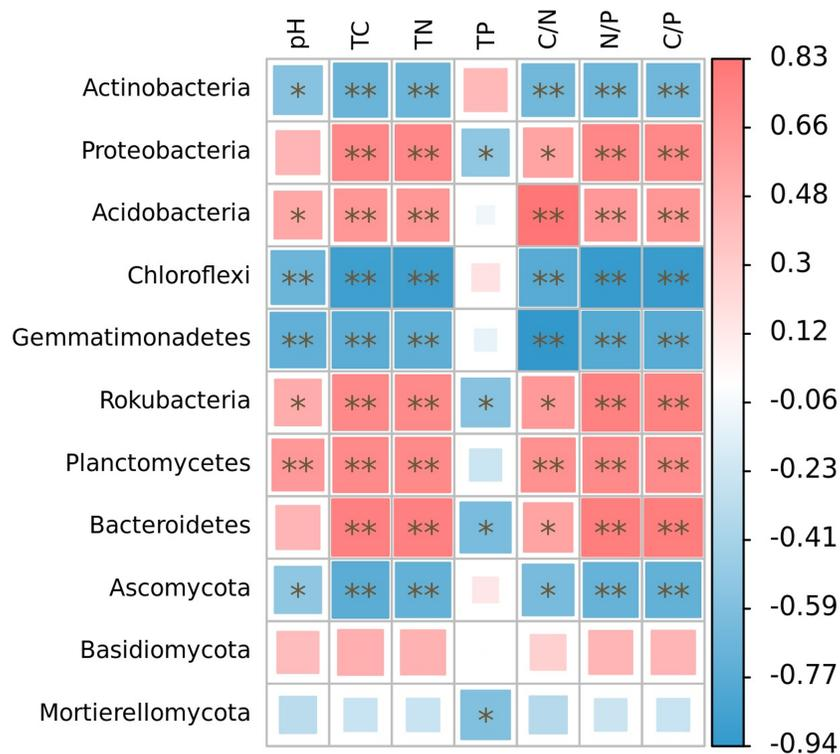 pH TC TN TP C/N N/P C/P
Actinobacteria * ** ** ** ** **
Proteobacteria ** ** * * ** **
Acidobacteria * ** ** ** ** **
Chloroflexi ** ** ** ** ** **
Gemmatimonadetes ** ** ** ** ** **
Rokubacteria * ** ** * * ** **
Planctomycetes ** ** ** ** ** **
Bacteroidetes ** ** * * ** **
Ascomycota * ** ** * ** **
Basidiomycota
Mortierellomycota *
0.83
0.66
0.48
0.3
0.12
-0.06
-0.23
-0.41
-0.59
-0.77
-0.94